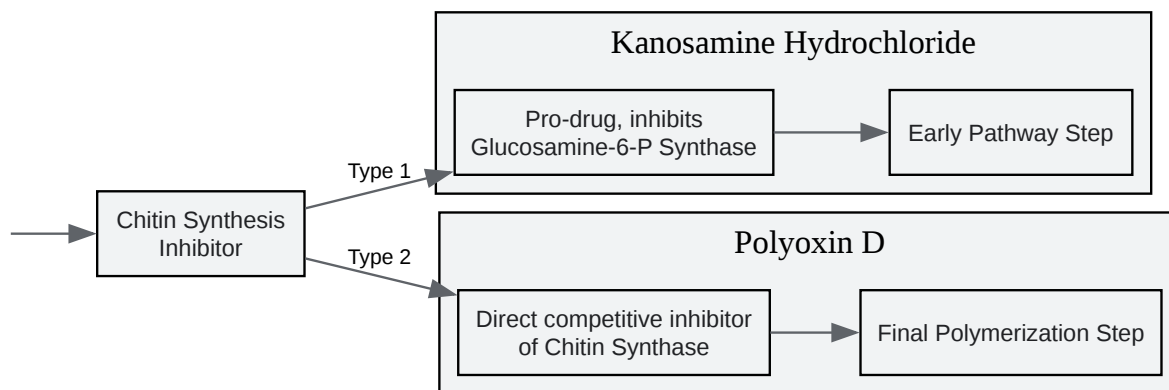 Kanosamine Hydrochloride
Pro-drug, inhibits
Glucosamine-6-P Synthase
Early Pathway Step
Type 1
Chitin Synthesis
Inhibitor
Type 2
Polyoxin D
Direct competitive inhibitor
of Chitin Synthase
Final Polymerization Step